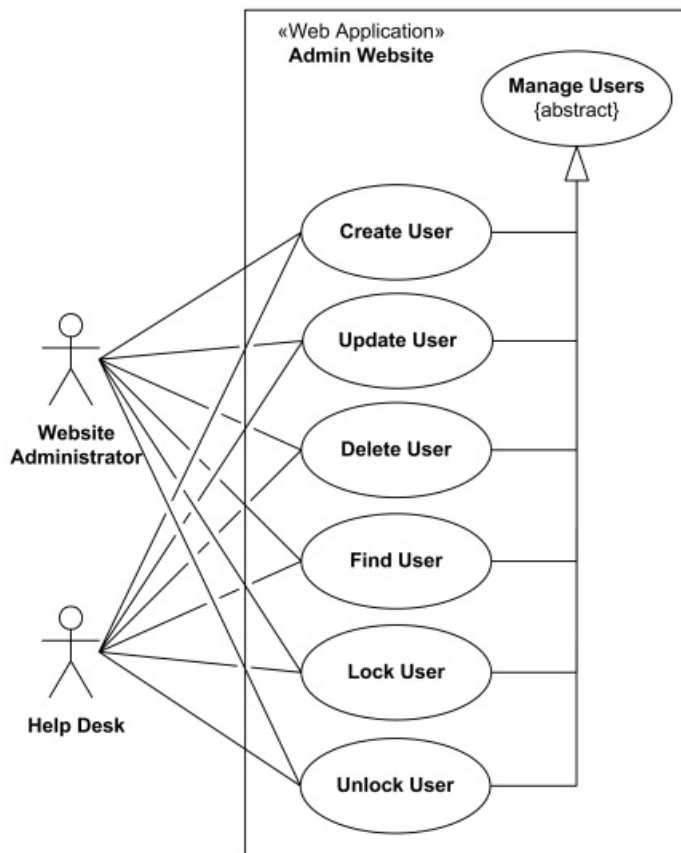 «Web Application»
Admin Website
Manage Users
{abstract}
Create User
Update User
Delete User
Website
Administrator
Find User
Lock User
Help Desk
Unlock User